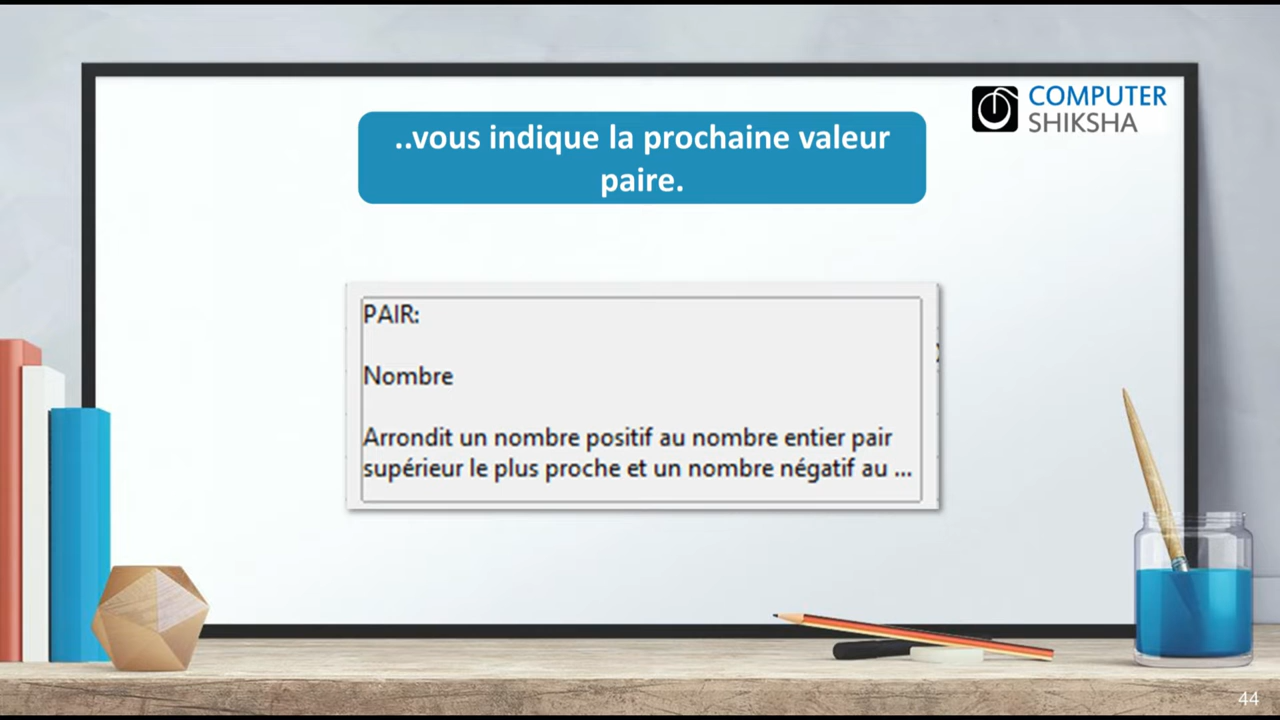 COMPUTER
SHIKSHA
..vous indique la prochaine valeur
paire.
PAIR:
Nombre
Arrondit un nombre positif au nombre entier pair
supérieur le plus proche et un nombre négatif au ...
44